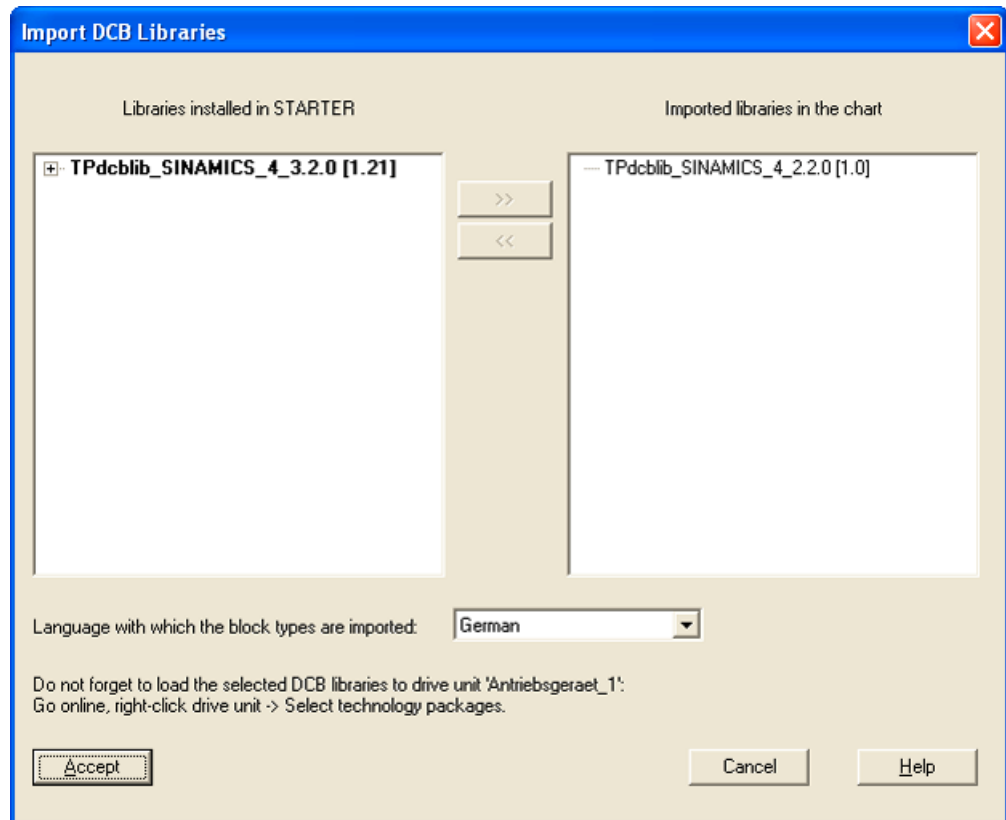 Import DCB Libraries
Libraries installed in STARTER
Imported libraries in the chart
TPdcblib_SINAMICS_4_3.2.0 [1.21]
TPdcblib_SINAMICS_4_2.2.0 [1.0]
>>
<<
Language with which the block types are imported:
German
Do not forget to load the selected DCB libraries to drive unit 'Antriebsgeraet_1':
Go online, right-click drive unit -> Select technology packages.
Accept
Cancel
Help